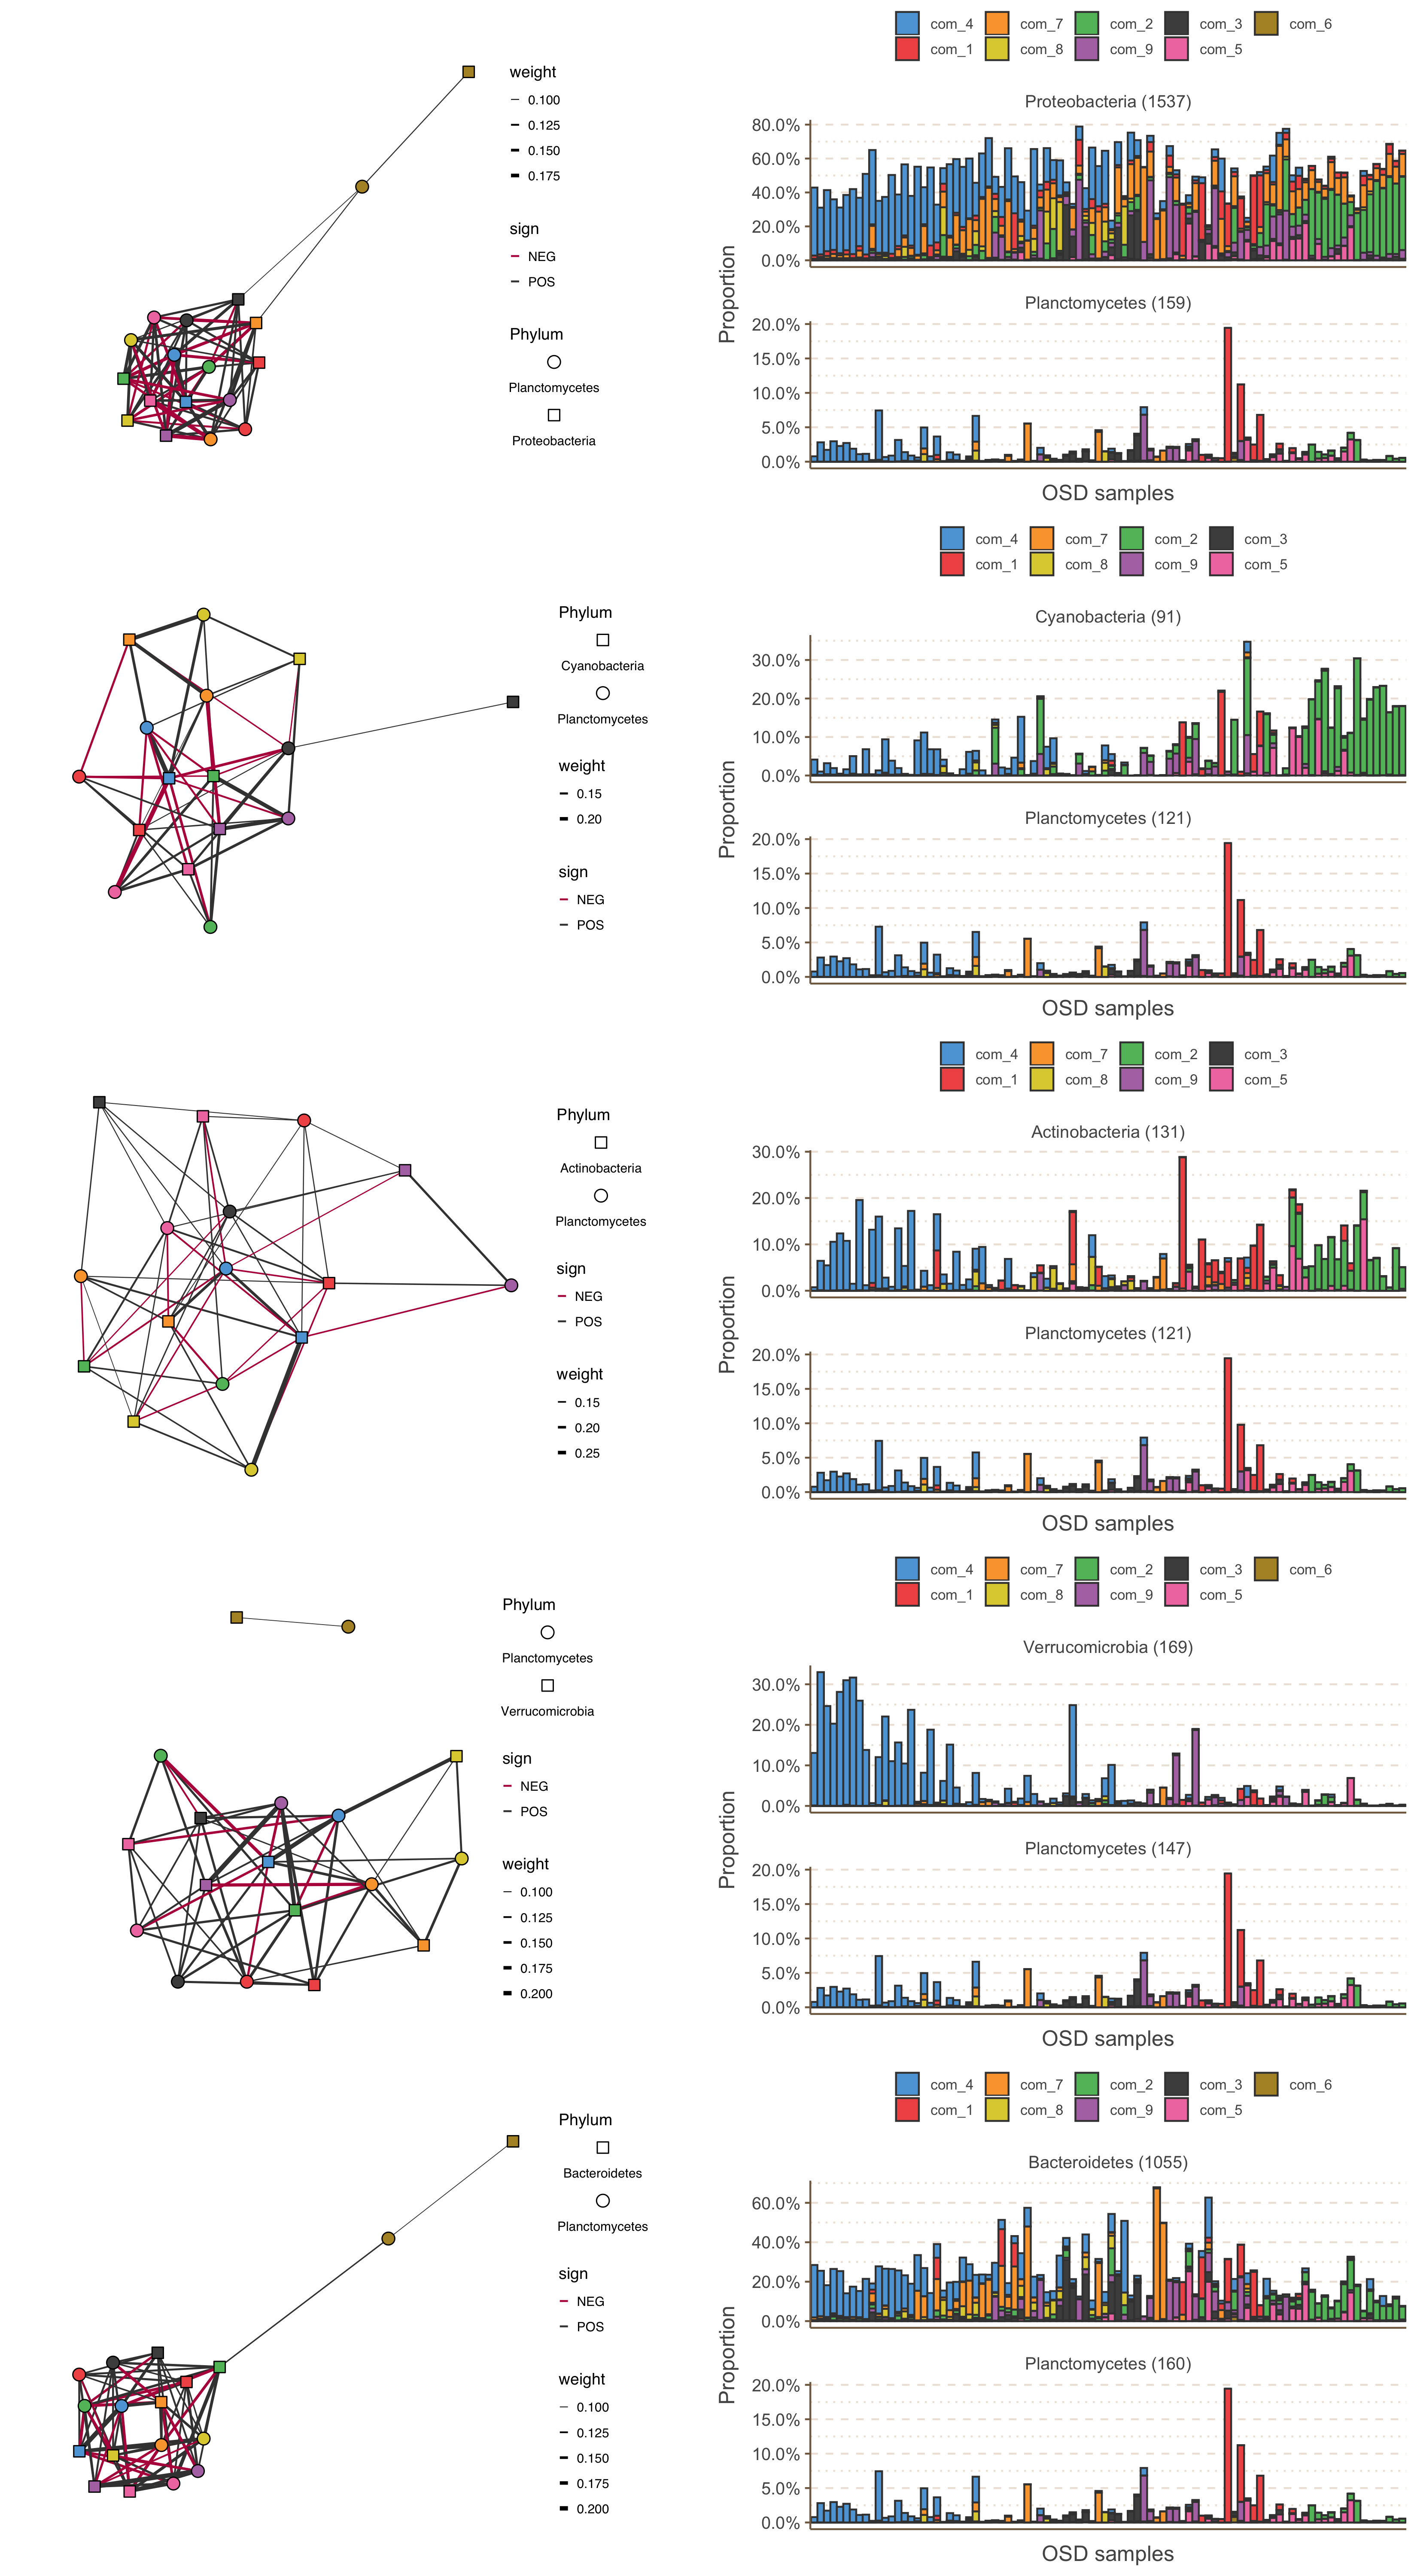 com_4 com_7 com_2 com_3 com_6
com_1 com_8 com_9 com_5
weight
0.100
0.125
0.150
0.175
sign
NEG
POS
Phylum
Planctomycetes
Proteobacteria
Proportion
Proteobacteria (1537)
80.0%
60.0%
40.0%
20.0%
0.0%
Planctomycetes (159)
20.0%
15.0%
10.0%
5.0%
0.0%
OSD samples
com_4 com_7 com_2 com_3
com_1 com_8 com_9 com_5
Phylum
Cyanobacteria
Planctomycetes
weight
0.15
0.20
sign
NEG
POS
Proportion
Cyanobacteria (91)
30.0%
20.0%
10.0%
0.0%
Planctomycetes (121)
20.0%
15.0%
10.0%
5.0%
0.0%
OSD samples
com_4 com_7 com_2 com_3
com_1 com_8 com_9 com_5
Phylum
Actinobacteria
Planctomycetes
sign
NEG
POS
weight
0.15
0.20
0.25
Proportion
Actinobacteria (131)
30.0%
20.0%
10.0%
0.0%
Planctomycetes (121)
20.0%
15.0%
10.0%
5.0%
0.0%
OSD samples
com_4 com_7 com_2 com_3 com_6
com_1 com_8 com_9 com_5
Phylum
Planctomycetes
Verrucomicrobia
sign
NEG
POS
weight
0.100
0.125
0.150
0.175
0.200
Proportion
Verrucomicrobia (169)
30.0%
20.0%
10.0%
0.0%
Planctomycetes (147)
20.0%
15.0%
10.0%
5.0%
0.0%
OSD samples
com_4 com_7 com_2 com_3 com_6
com_1 com_8 com_9 com_5
Phylum
Bacteroidetes
Planctomycetes
sign
NEG
POS
weight
0.100
0.125
0.150
0.175
0.200
Proportion
Bacteroidetes (1055)
60.0%
40.0%
20.0%
0.0%
Planctomycetes (160)
20.0%
15.0%
10.0%
5.0%
0.0%
OSD samples